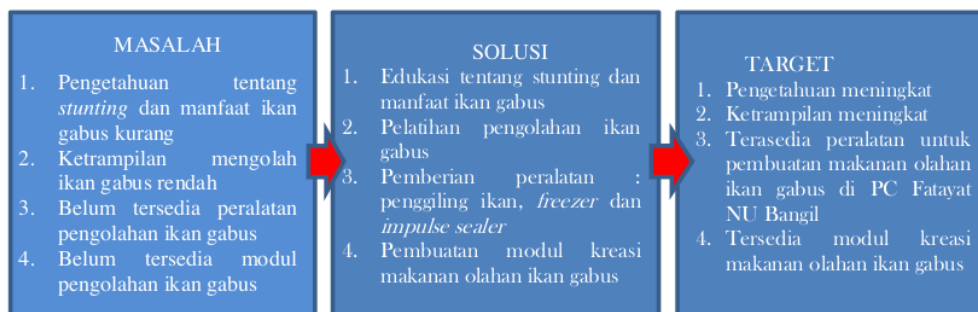 MASALAH
1. Pengetahuan tentang
stunting dan manfaat ikan
gabus kurang
2. Ketrampilan mengolah
ikan gabus rendah
3. Belum tersedia peralatan
pengolahan ikan gabus
4. Belum tersedia modul
pengolahan ikan gabus
SOLUSI
1. Edukasi tentang stunting dan
manfaat ikan gabus
2. Pelatihan pengolahan ikan
gabus
3. Pemberian peralatan :
penggiling ikan, freezer dan
impulse sealer
4. Pembuatan modul kreasi
makanan olahan ikan gabus
TARGET
1. Pengetahuan meningkat
2. Ketrampilan meningkat
3. Terasedia peralatan untuk
pembuatan makanan olahan
ikan gabus di PC Fatayat
NU Bangil
4. Tersedia modul kreasi
makanan olahan ikan gabus